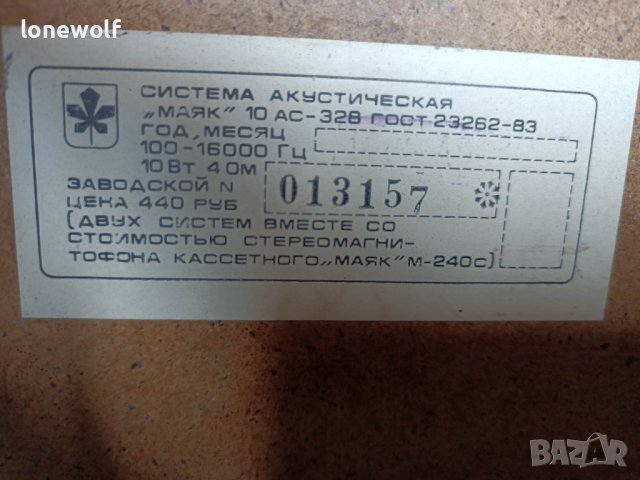 lonewolf
СИСТЕМА АКУСТИЧЕСКАЯ
„МАЯК" 10 АС-328 ГОСТ 23262-83
ГОД, МЕСЯЦ
100-16000 ГЦ
10 ВТ 4 ОМ
ЗАВОДСКОЙ N 013157
ЦЕНА 440 РУБ
(ДВУХ СИСТЕМ ВМЕСТЕ СО
СТОИМОСТЬЮ СТЕРЕОМАГНИ-
ТОФОНА КАССЕТНОГО„МАЯК"М-240С)
BAZAR